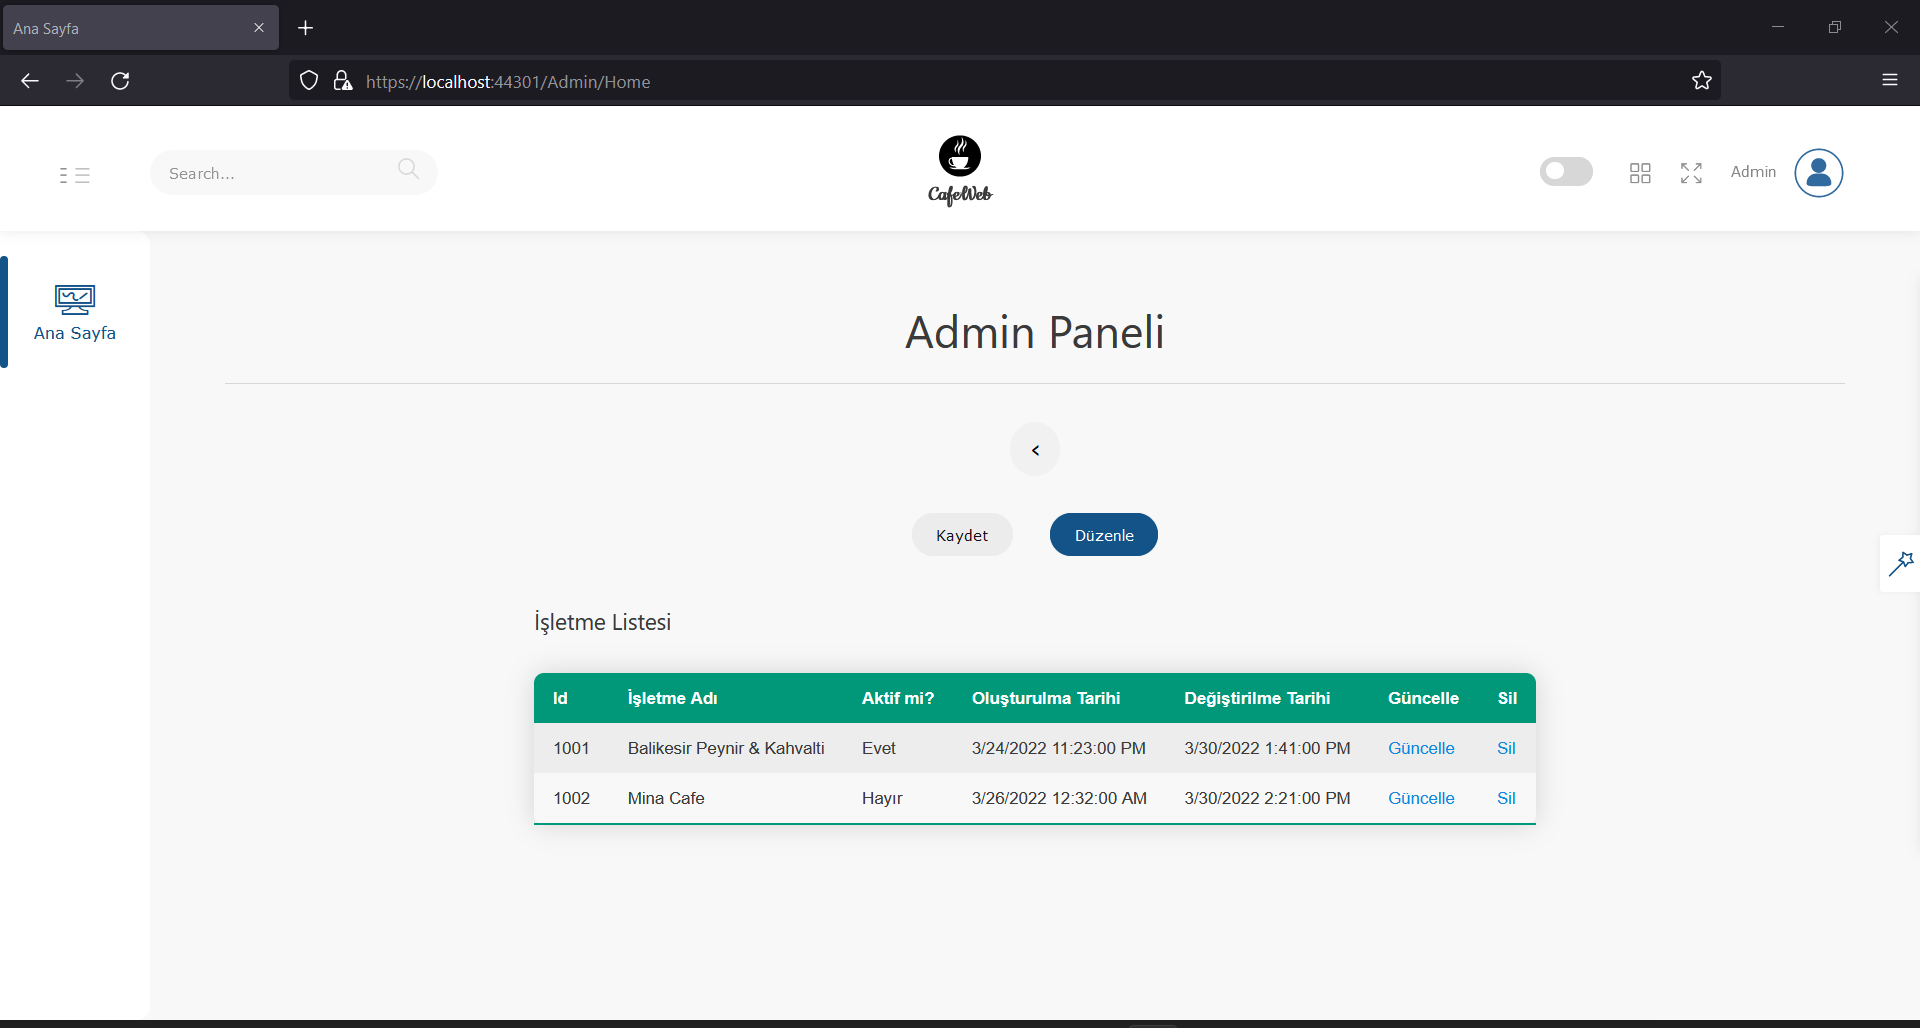 Ana Sayfa
https://localhost:44301/Admin/Home
Search...
CafeWeb
Admin
Ana Sayfa
Admin Paneli
<
Kaydet Düzenle
İşletme Listesi
Id İşletme Adı Aktif mi? Oluşturulma Tarihi Değiştirilme Tarihi Güncelle Sil
1001 Balikesir Peynir & Kahvalti Evet 3/24/2022 11:23:00 PM 3/30/2022 1:41:00 PM Güncelle Sil
1002 Mina Cafe Hayır 3/26/2022 12:32:00 AM 3/30/2022 2:21:00 PM Güncelle Sil